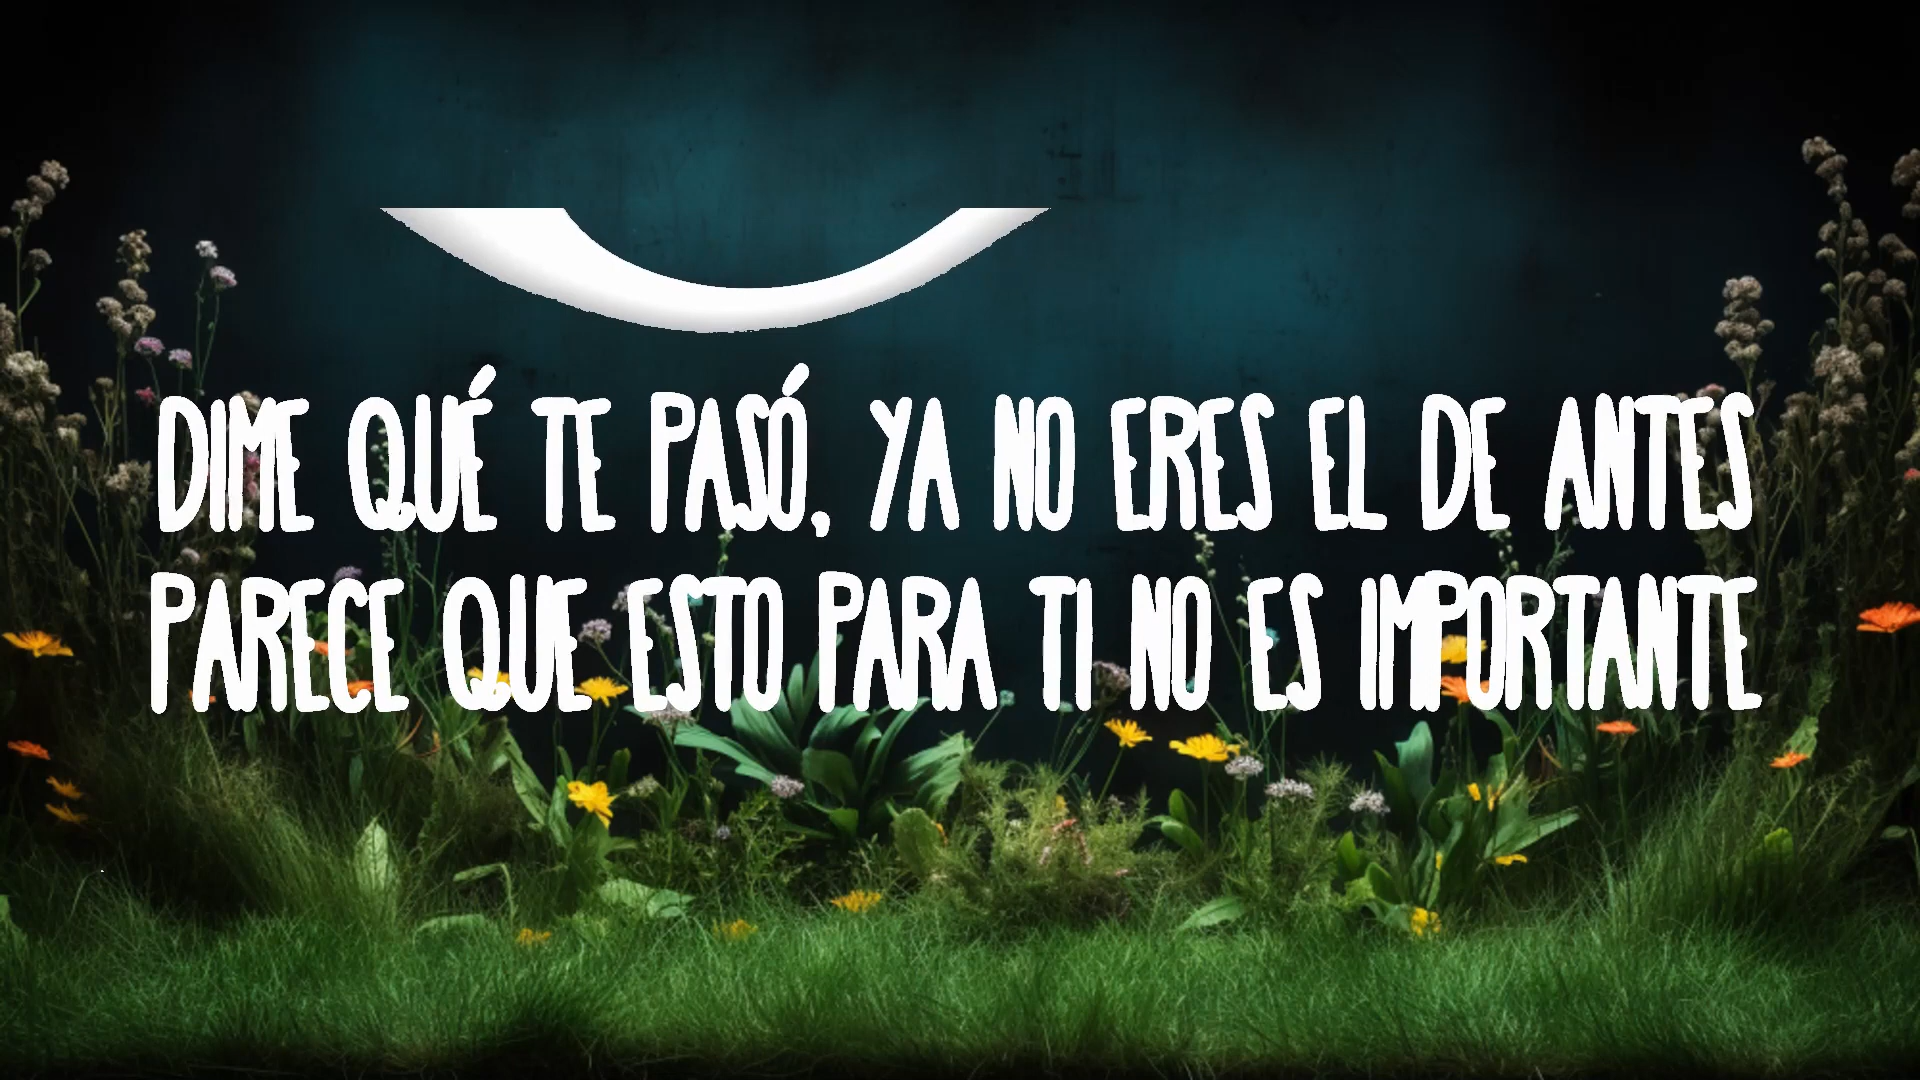 DIME QUÉ TE PASÓ, YA NO ERES EL DE ANTES
PARECE QUE ESTO PARA TI NO ES IMPORTANTE